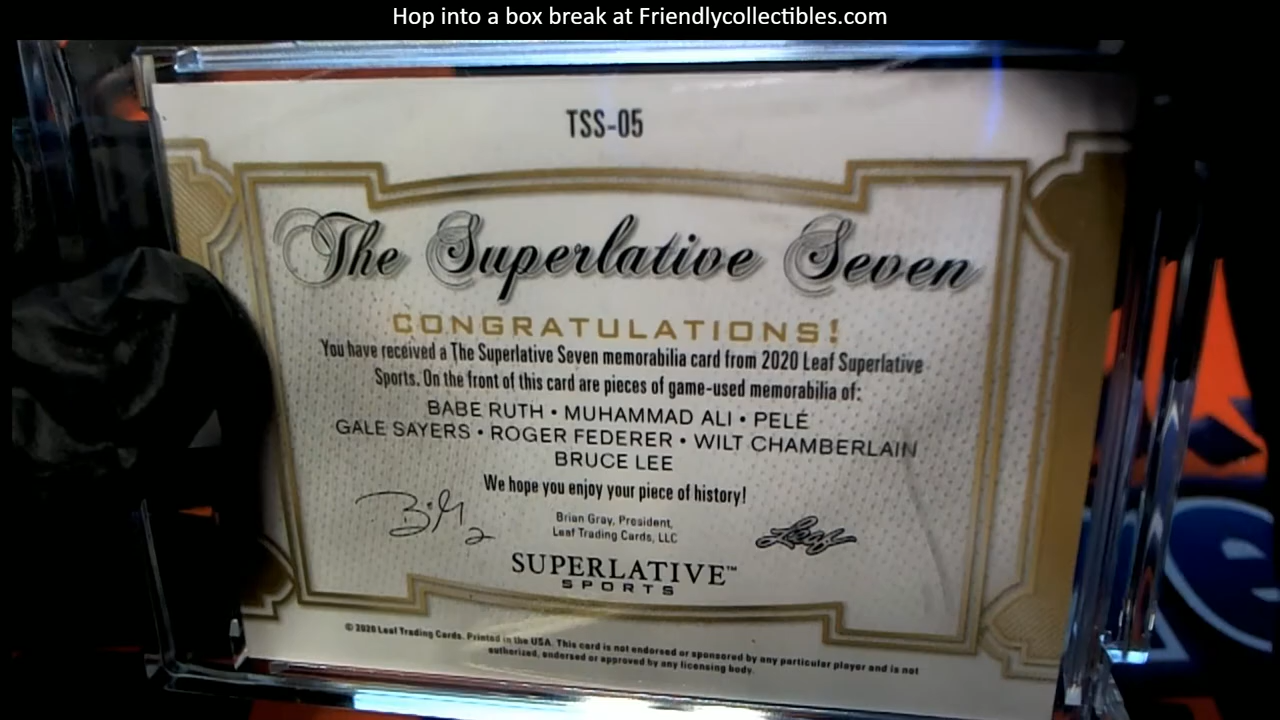 Hop into a box break at Friendlycollectibles.com
TSS-05
The Superlative Seven
CONGRATULATIONS!
You have received a The Superlative Seven memorabilia card from 2020 Leaf Superlative
Sports. On the front of this card are pieces of game-used memorabilia of:
BABE RUTH • MUHAMMAD ALI • PELÉ
GALE SAYERS • ROGER FEDERER • WILT CHAMBERLAIN
BRUCE LEE
We hope you enjoy your piece of history!
Brian Gray, President,
Leaf Trading Cards, LLC
Leaf
SUPERLATIVE™
SPORTS
© 2020 Leaf Trading Cards. Printed in the USA. This card is not endorsed or sponsored by any particular player and is not
authorized, endorsed or approved by any licensing body.